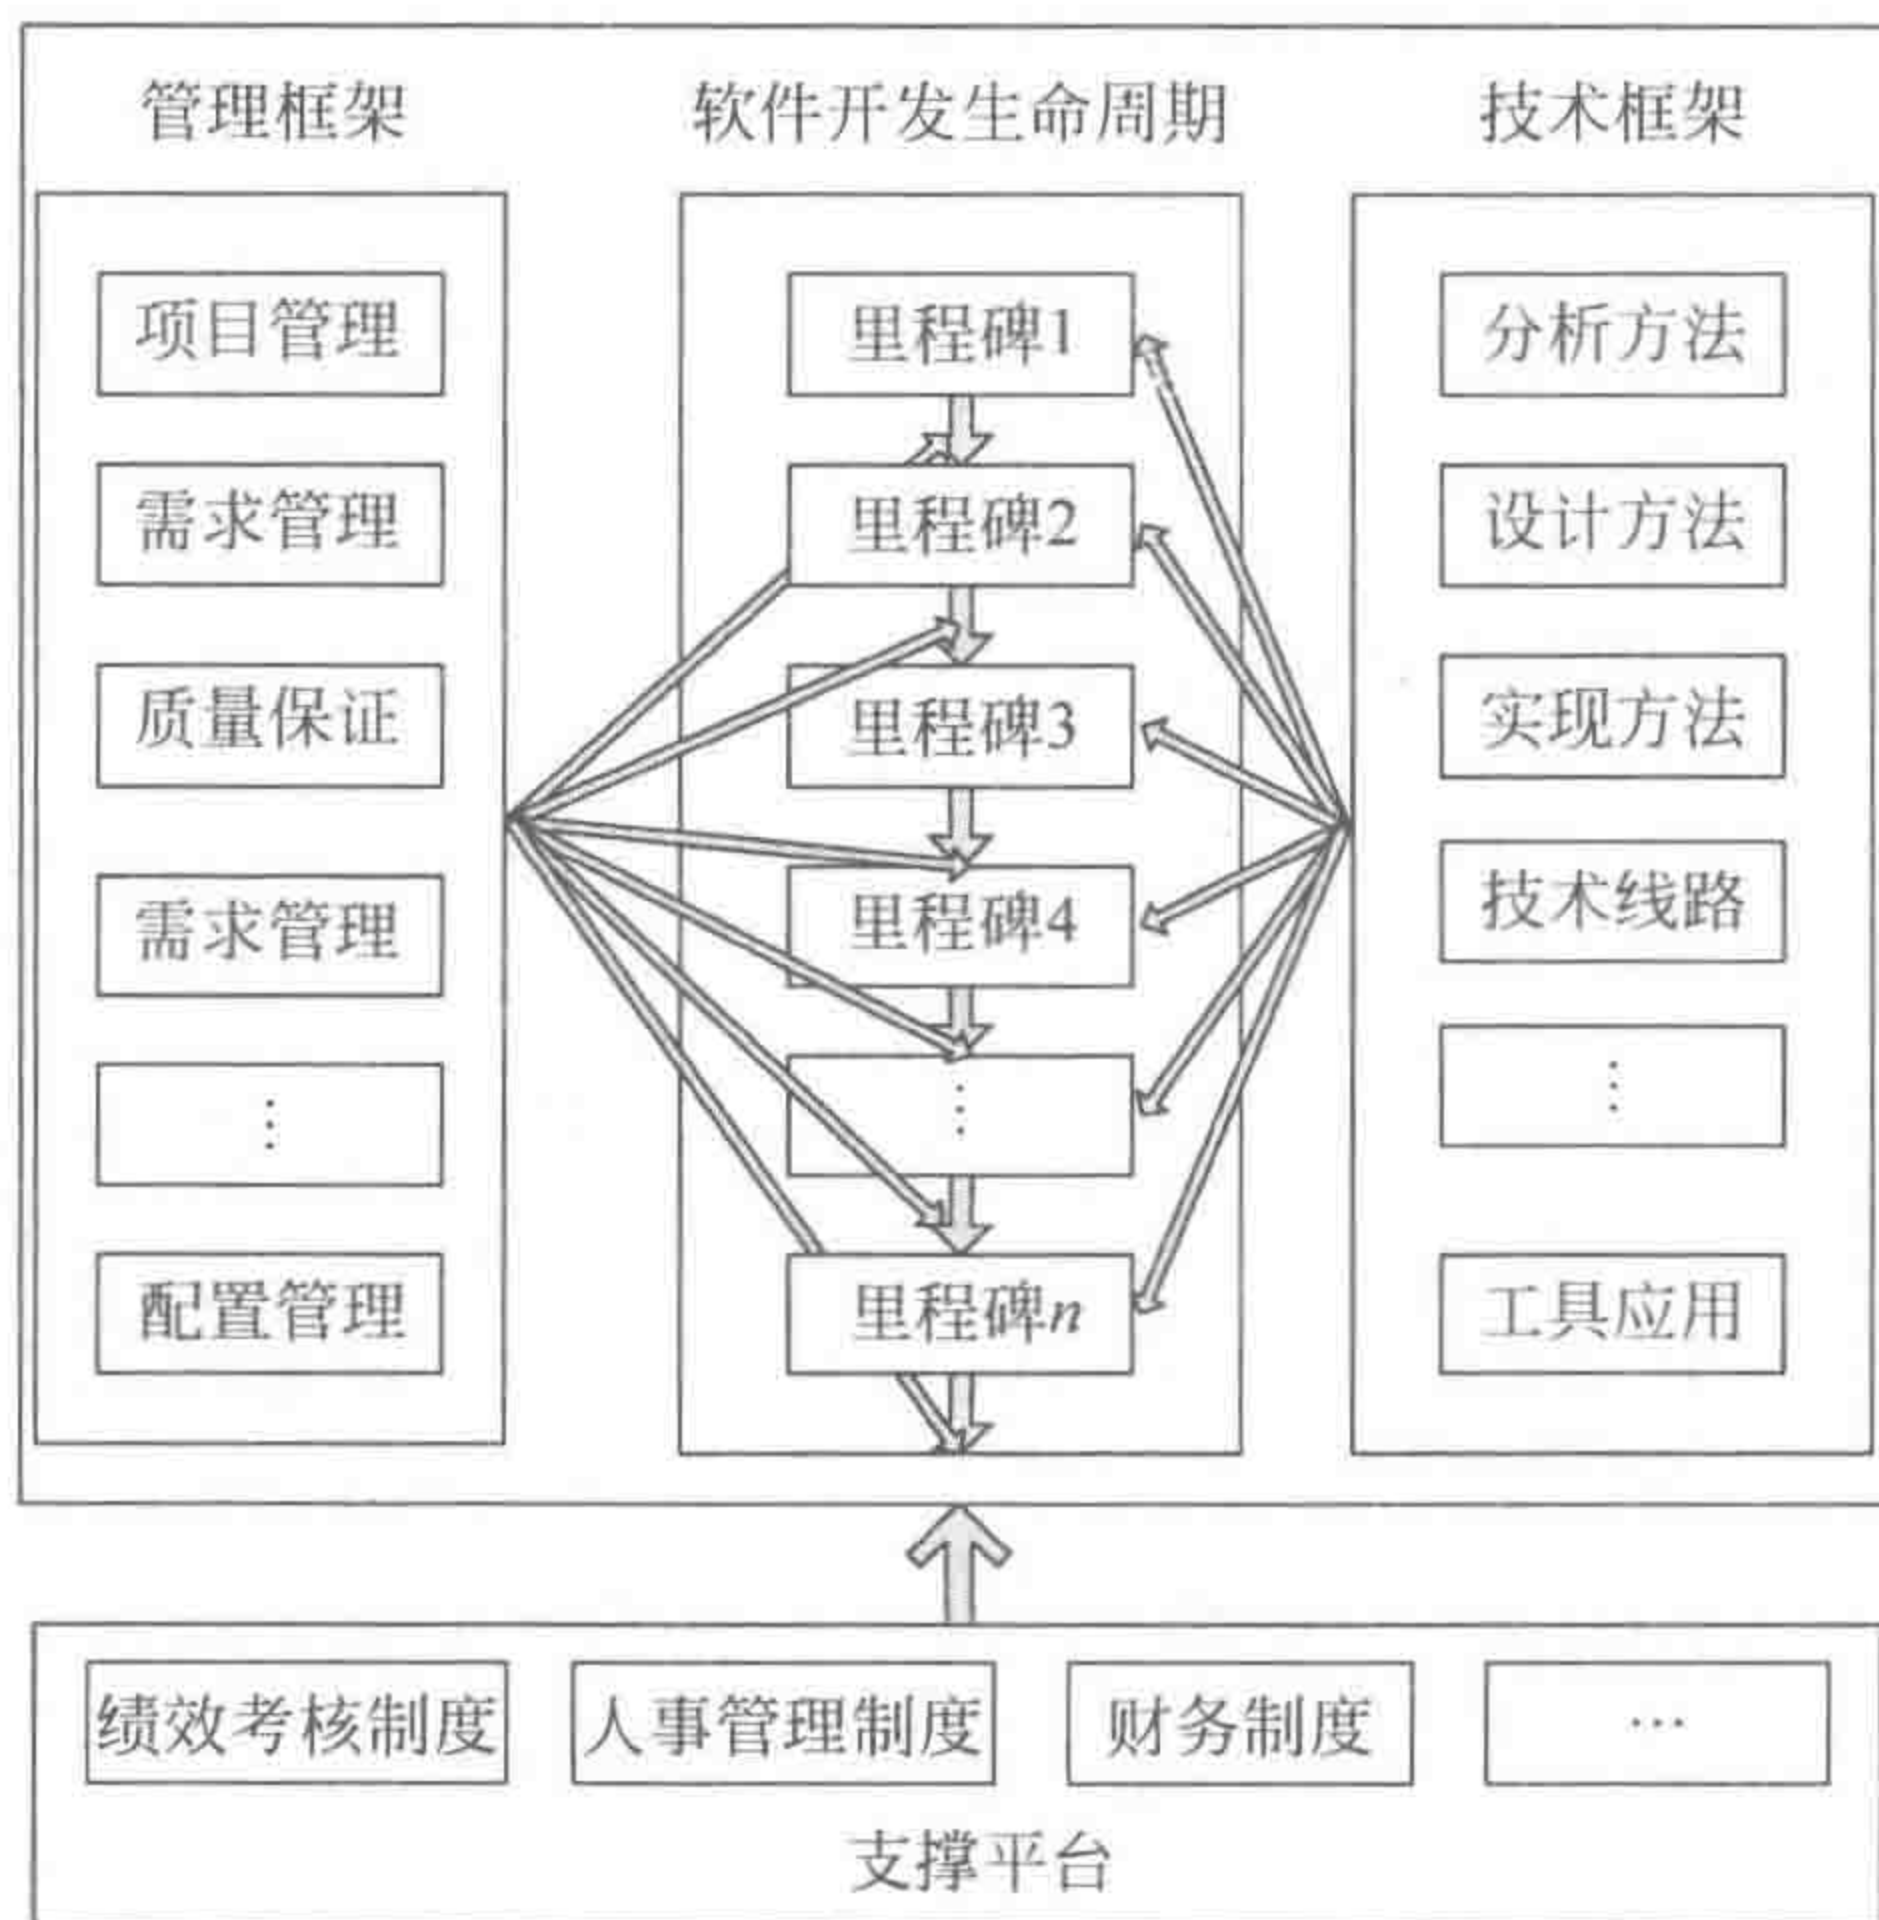 管理框架
软件开发生命周期
技术框架
项目管理
需求管理
质量保证
需求管理
⋮
配置管理
里程碑1
里程碑2
里程碑3
里程碑4
⋮
里程碑n
分析方法
设计方法
实现方法
技术线路
⋮
工具应用
绩效考核制度
人事管理制度
财务制度
…
支撑平台